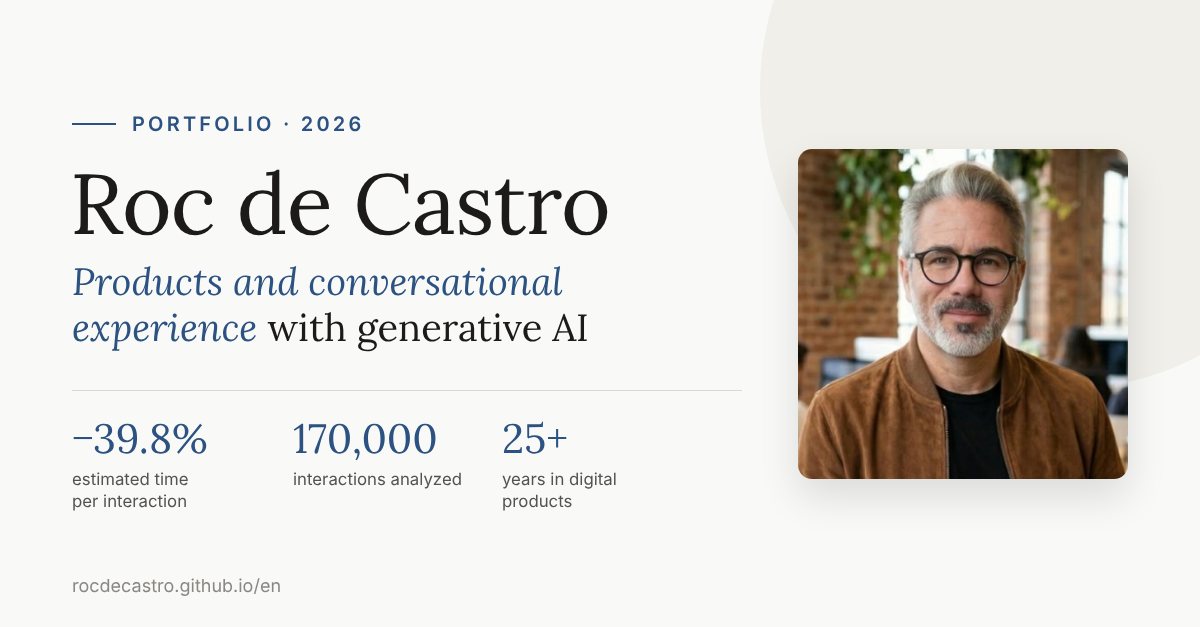 PORTFOLIO · 2026
Roc de Castro
Products and conversational
experience with generative AI
−39.8%
estimated time
per interaction
170,000
interactions analyzed
25+
years in digital
products
rocdecastro.github.io/en